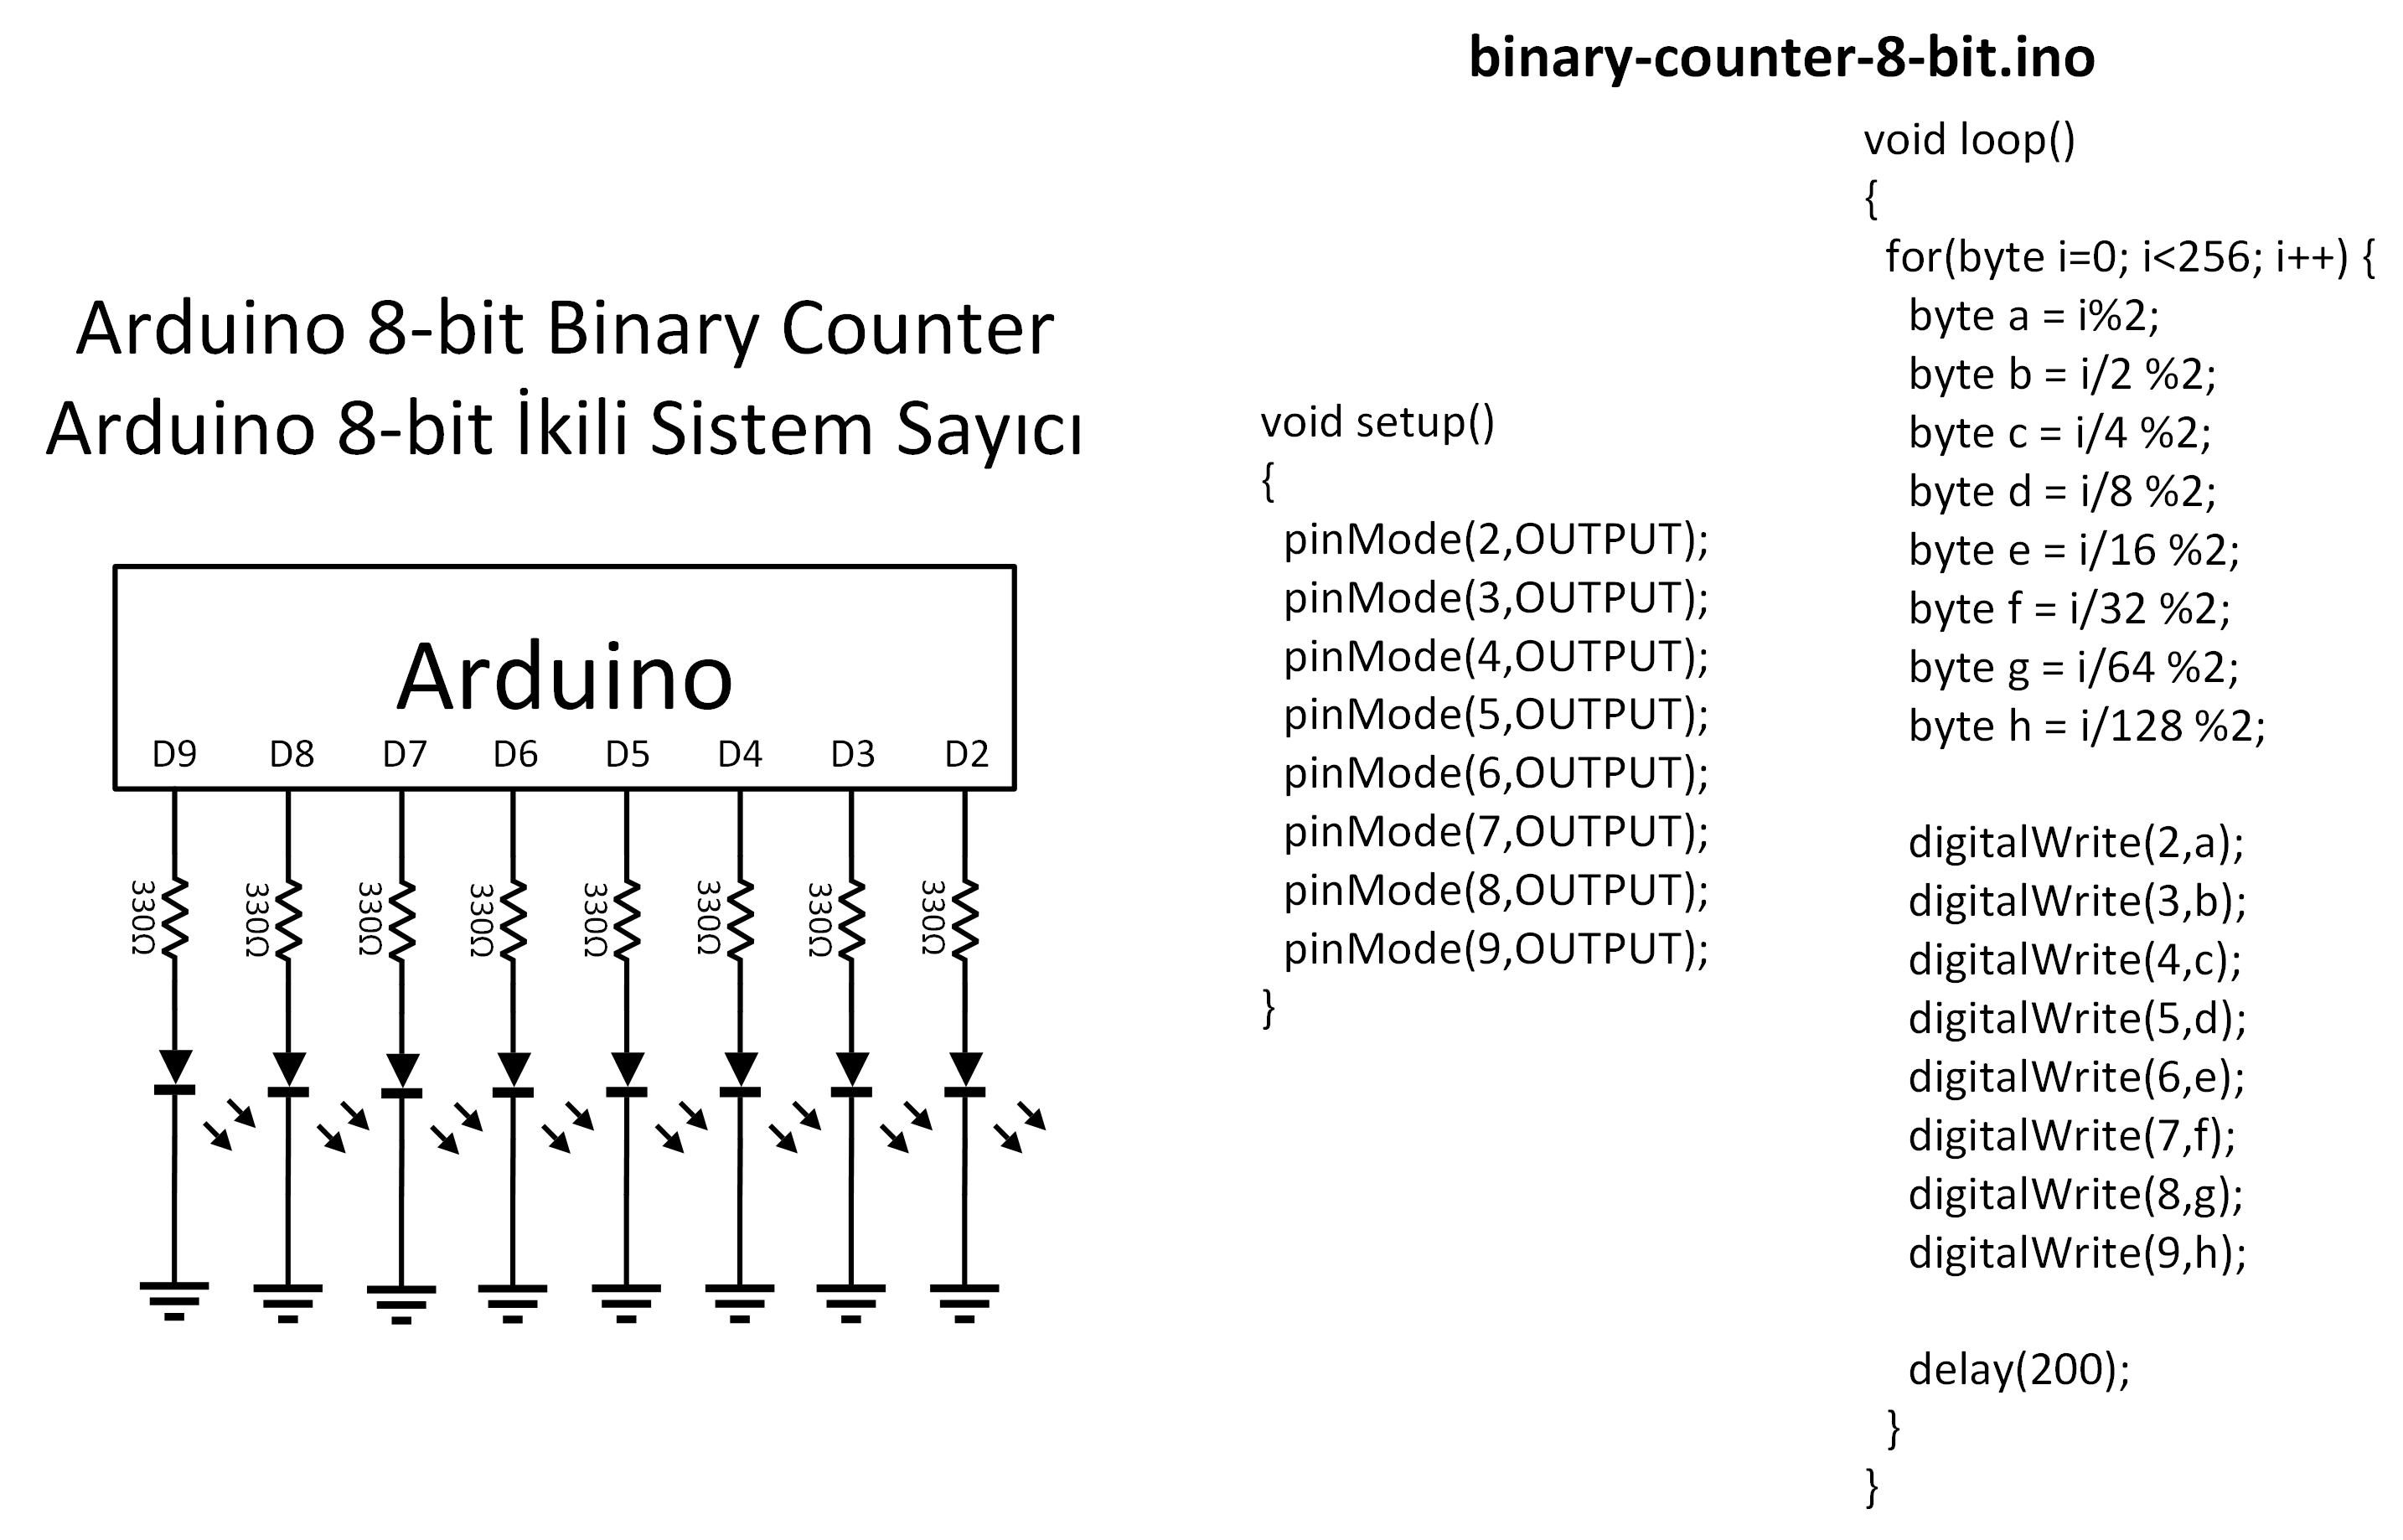 Arduino 8-bit Binary Counter
Arduino 8-bit İkili Sistem Sayıcı
Arduino
D9 D8 D7 D6 D5 D4 D3 D2
330Ω 330Ω 330Ω 330Ω 330Ω 330Ω 330Ω 330Ω
binary-counter-8-bit.ino
void setup()
{
pinMode(2,OUTPUT);
pinMode(3,OUTPUT);
pinMode(4,OUTPUT);
pinMode(5,OUTPUT);
pinMode(6,OUTPUT);
pinMode(7,OUTPUT);
pinMode(8,OUTPUT);
pinMode(9,OUTPUT);
}
void loop()
{
for(byte i=0; i<256; i++) {
byte a = i%2;
byte b = i/2 %2;
byte c = i/4 %2;
byte d = i/8 %2;
byte e = i/16 %2;
byte f = i/32 %2;
byte g = i/64 %2;
byte h = i/128 %2;
digitalWrite(2,a);
digitalWrite(3,b);
digitalWrite(4,c);
digitalWrite(5,d);
digitalWrite(6,e);
digitalWrite(7,f);
digitalWrite(8,g);
digitalWrite(9,h);
delay(200);
}
}